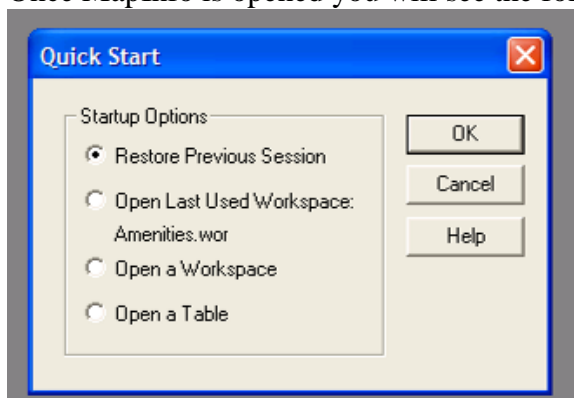 Once MapInfo is opened you will see the fo
Quick Start
Startup Options
Restore Previous Session
Open Last Used Workspace:
Amenities.wor
Open a Workspace
Open a Table
OK
Cancel
Help